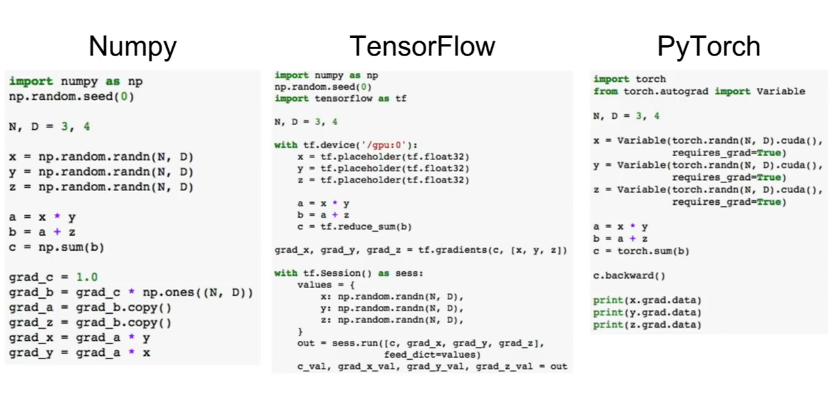 Numpy
import numpy as np
np.random.seed(0)
N, D = 3, 4
x = np.random.randn(N, D)
y = np.random.randn(N, D)
z = np.random.randn(N, D)
a = x * y
b = a + z
c = np.sum(b)
grad_c = 1.0
grad_b = grad_c * np.ones((N, D))
grad_a = grad_b.copy()
grad_z = grad_b.copy()
grad_x = grad_a * y
grad_y = grad_a * x
TensorFlow
import numpy as np
np.random.seed(0)
import tensorflow as tf
N, D = 3, 4
with tf.device('/gpu:0'):
x = tf.placeholder(tf.float32)
y = tf.placeholder(tf.float32)
z = tf.placeholder(tf.float32)
a = x * y
b = a + z
c = tf.reduce_sum(b)
grad_x, grad_y, grad_z = tf.gradients(c, [x, y, z])
with tf.Session() as sess:
values = {
x: np.random.randn(N, D),
y: np.random.randn(N, D),
z: np.random.randn(N, D),
}
out = sess.run([c, grad_x, grad_y, grad_z],
feed_dict=values)
c_val, grad_x_val, grad_y_val, grad_z_val = out
PyTorch
import torch
from torch.autograd import Variable
N, D = 3, 4
x = Variable(torch.randn(N, D).cuda(),
requires_grad=True)
y = Variable(torch.randn(N, D).cuda(),
requires_grad=True)
z = Variable(torch.randn(N, D).cuda(),
requires_grad=True)
a = x * y
b = a + z
c = torch.sum(b)
c.backward()
print(x.grad.data)
print(y.grad.data)
print(z.grad.data)